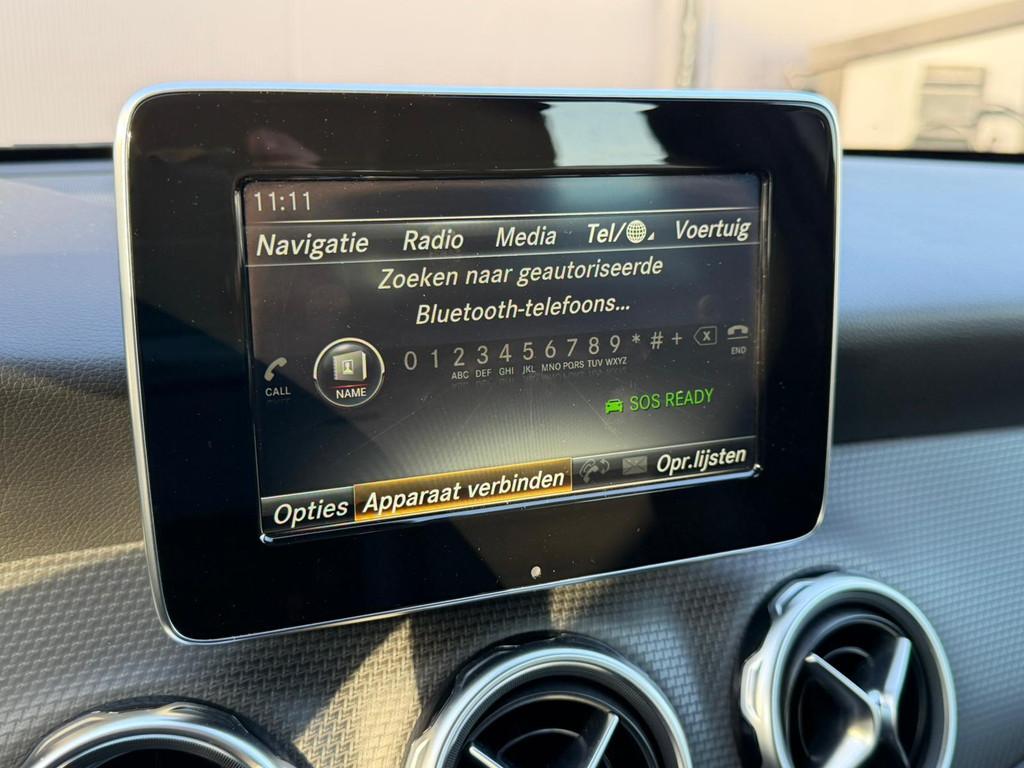 11:11
Navigatie Radio Media Tel/ Voertuig
Zoeken naar geautoriseerde
Bluetooth-telefoons...
CALL NAME 0 1 2 3 4 5 6 7 8 9 * # + X END
ABC DEF GHI JKL MNO PQRS TUV WXYZ
SOS READY
Opties Apparaat verbinden Opr.lijsten